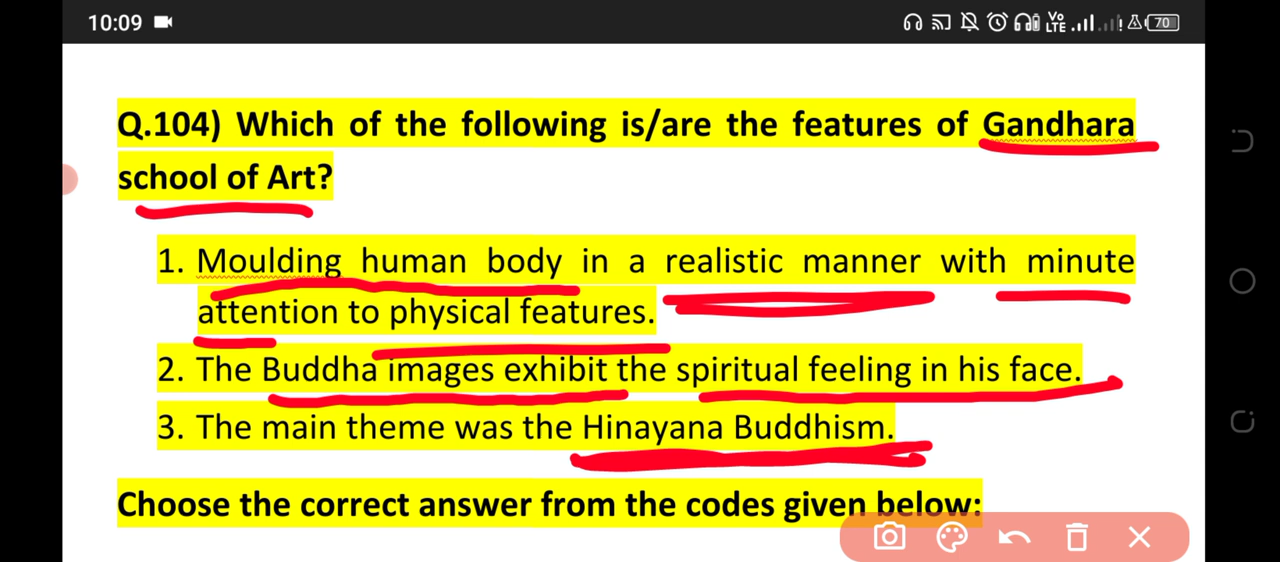 10:09 Vo LTE 70
Q.104) Which of the following is/are the features of Gandhara
school of Art?
1. Moulding human body in a realistic manner with minute
attention to physical features.
2. The Buddha images exhibit the spiritual feeling in his face.
3. The main theme was the Hinayana Buddhism.
Choose the correct answer from the codes given below: